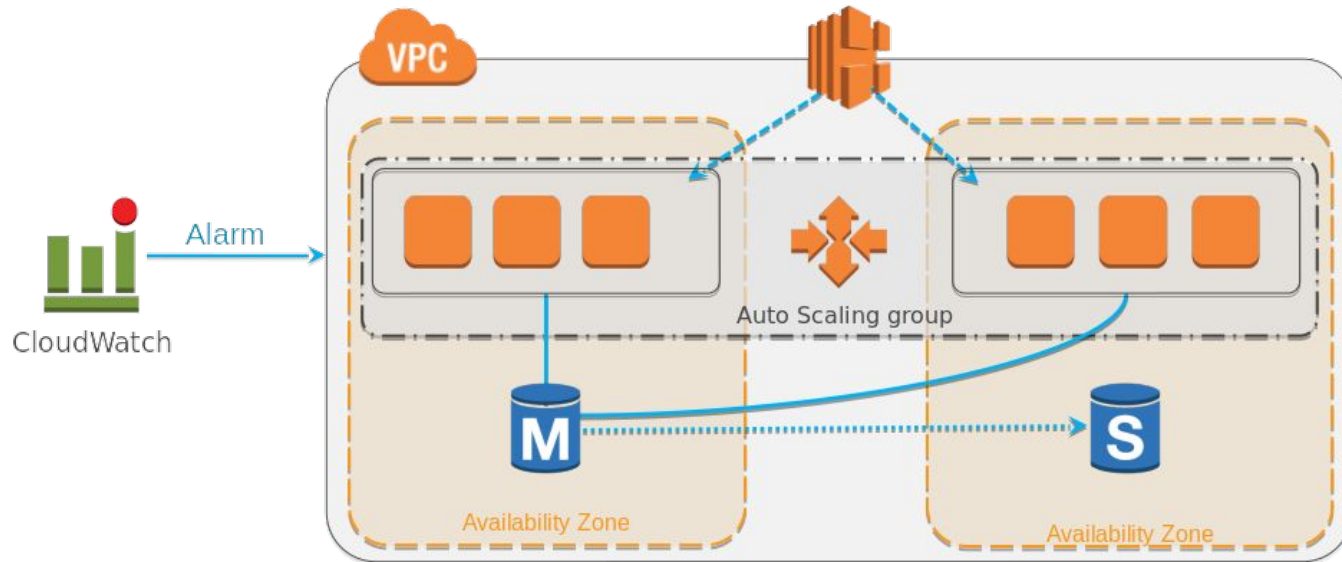 VPC
Alarm
CloudWatch
Auto Scaling group
M
S
Availability Zone
Availability Zone